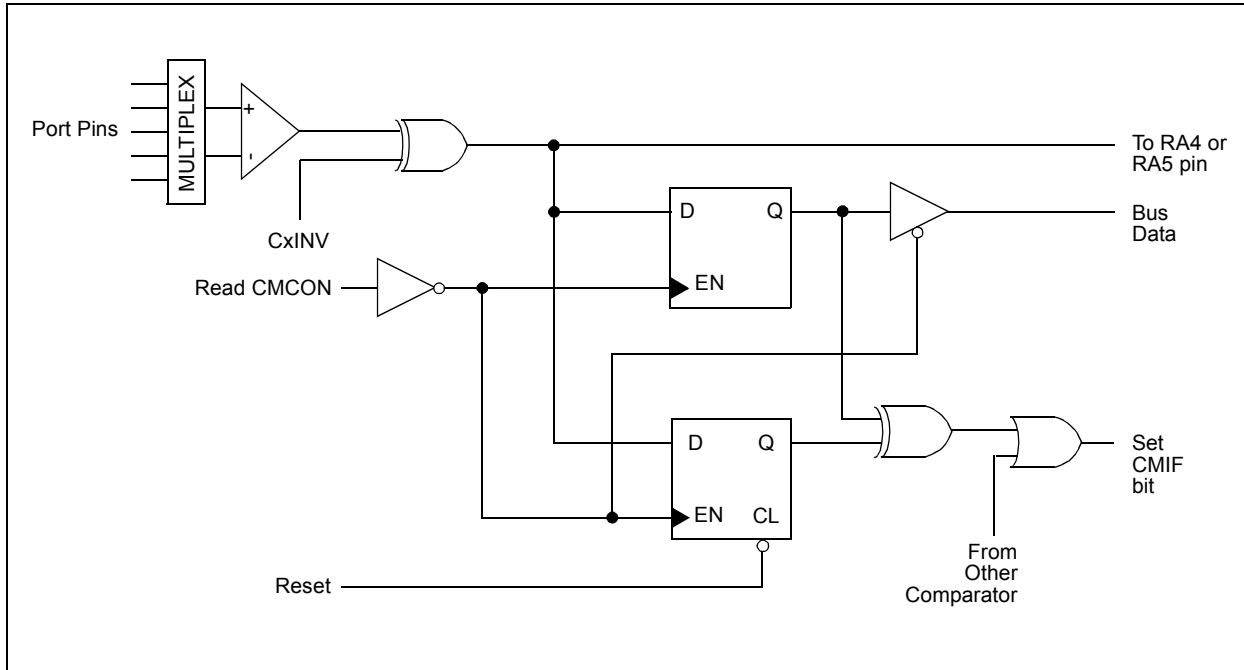 MULTIPLEX
+
-
Port Pins
CxINV
To RA4 or
RA5 pin
D
Q
EN
Bus
Data
Read CMCON
D
Q
EN
CL
Set
CMIF
bit
From
Other
Comparator
Reset